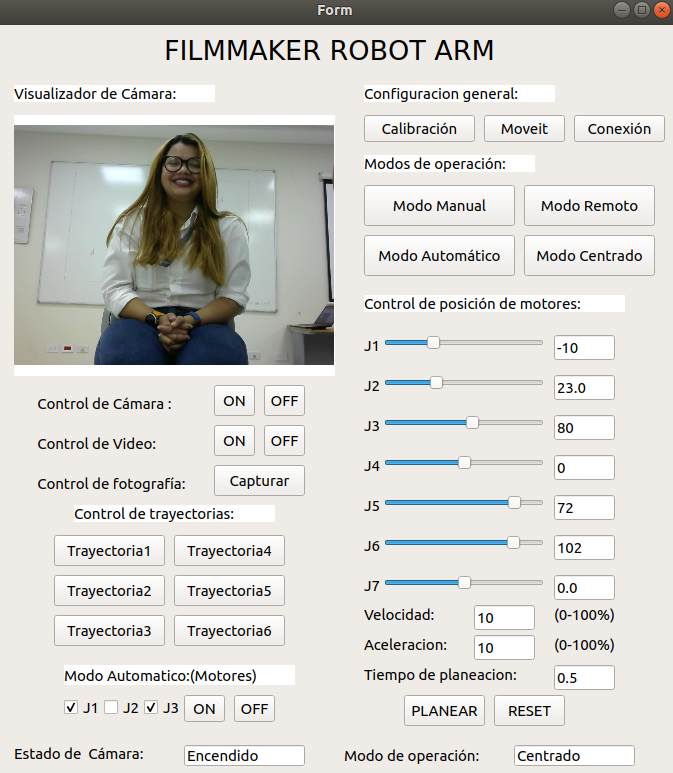 Form
FILMMAKER ROBOT ARM
Visualizador de Cámara:
Control de Cámara : ON OFF
Control de Video: ON OFF
Control de fotografía: Capturar
Control de trayectorias:
Trayectoria1 Trayectoria4
Trayectoria2 Trayectoria5
Trayectoria3 Trayectoria6
Modo Automatico:(Motores)
J1 J2 J3 ON OFF
Configuracion general:
Calibración Moveit Conexión
Modos de operación:
Modo Manual Modo Remoto
Modo Automático Modo Centrado
Control de posición de motores:
J1 -10
J2 23.0
J3 80
J4 0
J5 72
J6 102
J7 0.0
Velocidad: 10 (0-100%)
Aceleracion: 10 (0-100%)
Tiempo de planeacion: 0.5
PLANEAR RESET
Estado de Cámara: Encendido Modo de operación: Centrado